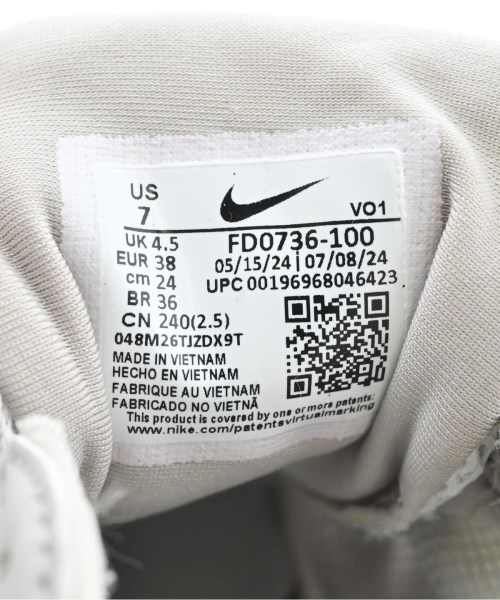 US
7
VO1
UK 4.5
EUR 38
cm 24
BR 36
CN 240(2.5)
FD0736-100
05/15/24 | 07/08/24
UPC 00196968046423
048M26TJZDX9T
MADE IN VIETNAM
HECHO EN VIETNAM
FABRIQUE AU VIETNAM
FABRICADO NO VIETNÃ
This product is covered by one or more patents:
www.nike.com/patentsvirtualmarking